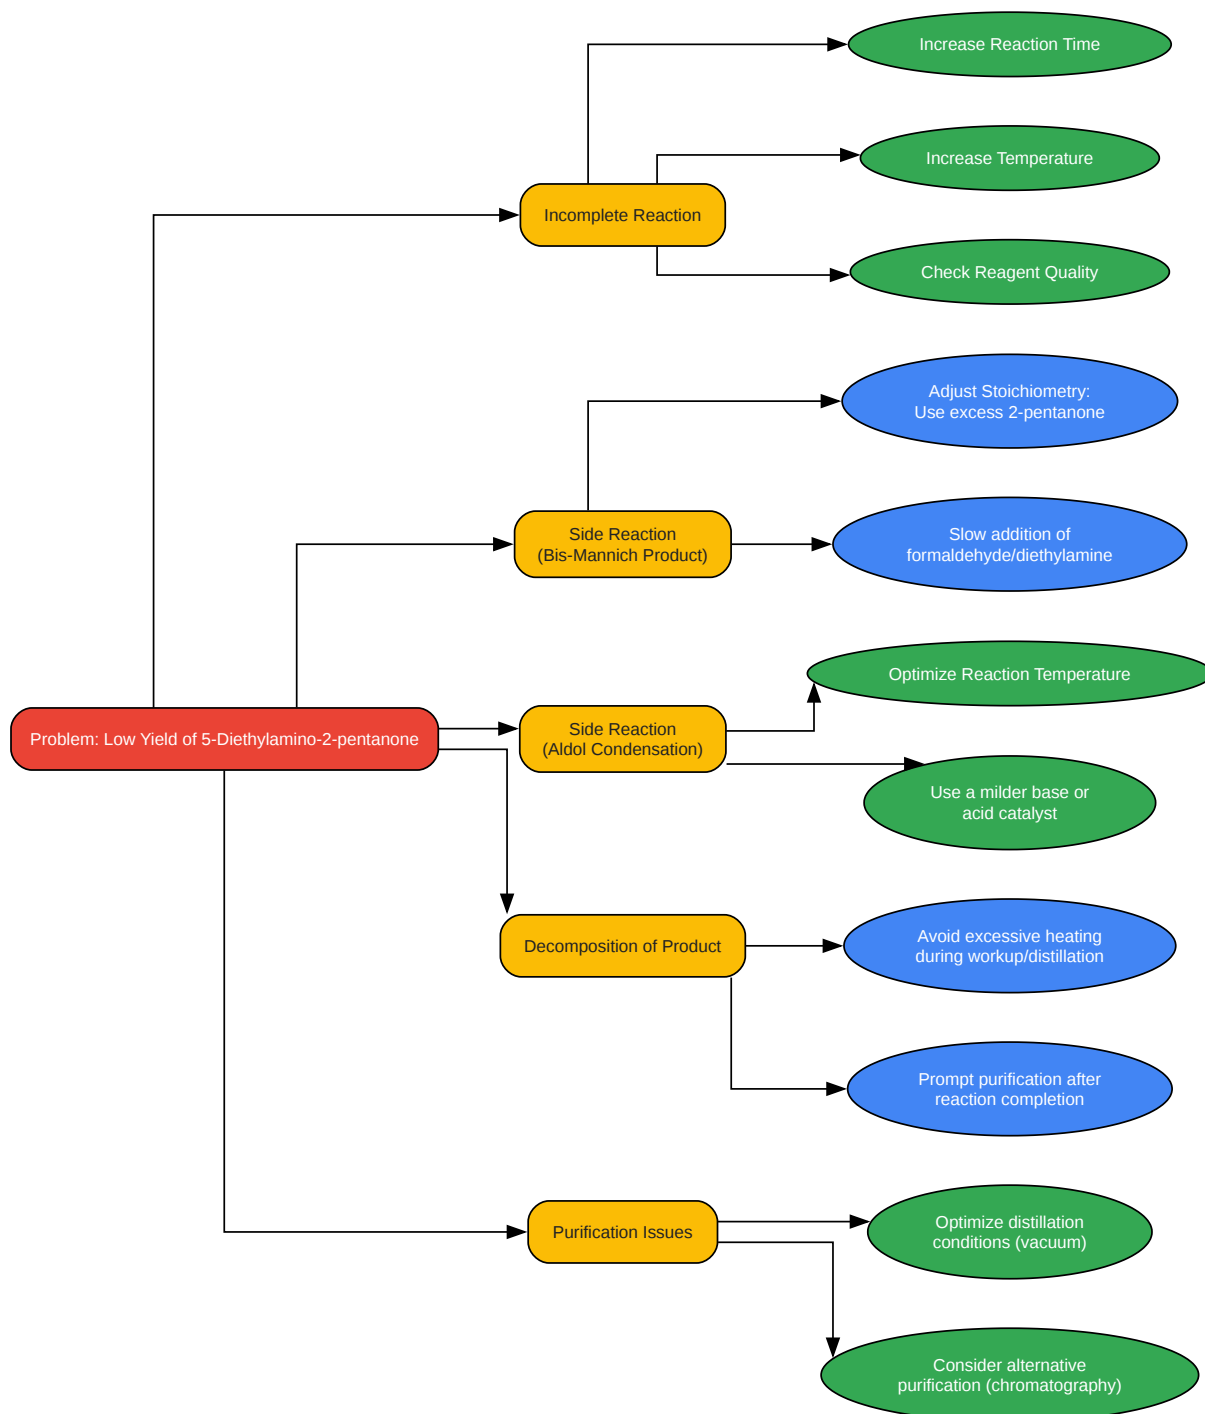 Increase Reaction Time
Increase Temperature
Incomplete Reaction
Check Reagent Quality
Adjust Stoichiometry:
Use excess 2-pentanone
Side Reaction
(Bis-Mannich Product)
Slow addition of
formaldehyde/diethylamine
Optimize Reaction Temperature
Problem: Low Yield of 5-Diethylamino-2-pentanone
Side Reaction
(Aldol Condensation)
Use a milder base or
acid catalyst
Decomposition of Product
Avoid excessive heating
during workup/distillation
Prompt purification after
reaction completion
Purification Issues
Optimize distillation
conditions (vacuum)
Consider alternative
purification (chromatography)